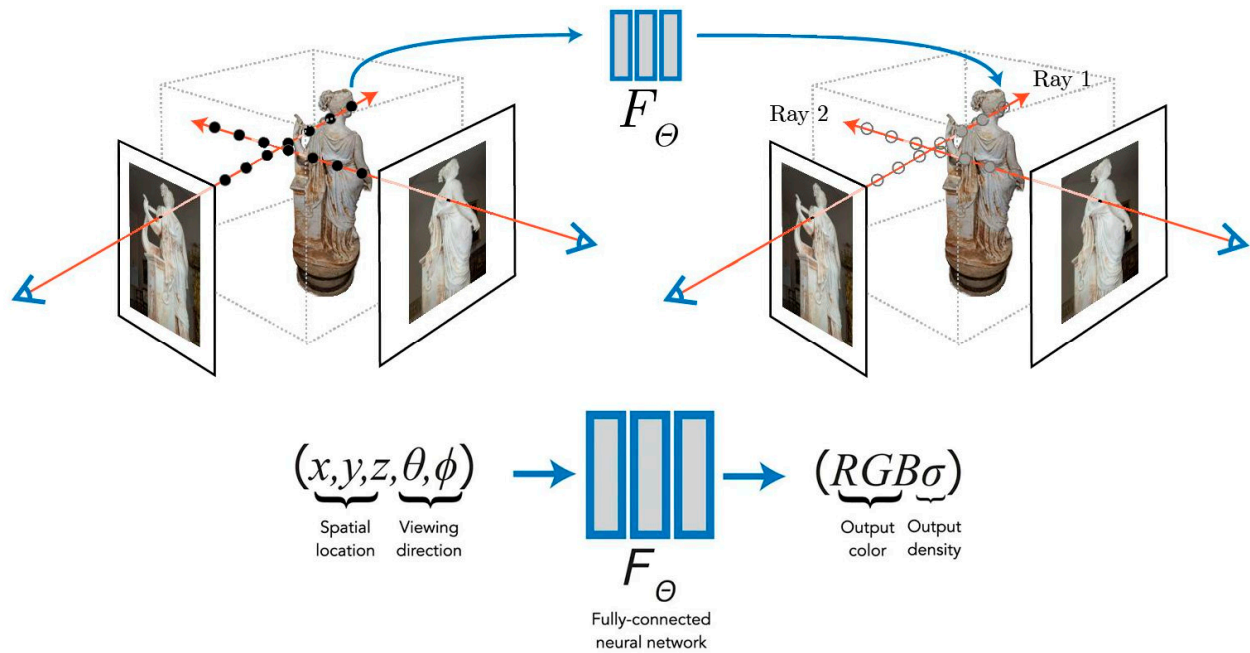 F_Θ
Ray 1
Ray 2
(x,y,z,θ,ϕ)
Spatial
location
Viewing
direction
F_Θ
Fully-connected
neural network
(RGBσ)
Output
color
Output
density